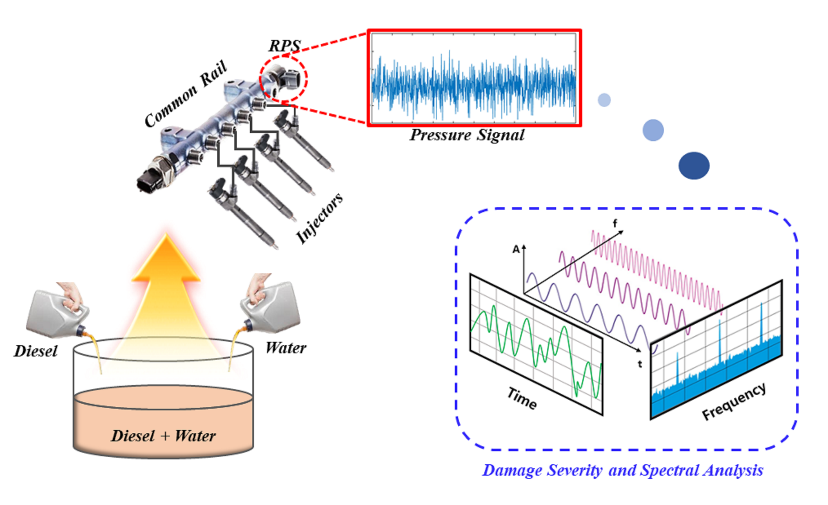 RPS
Common Rail
Pressure Signal
Injectors
Diesel
Water
Diesel + Water
A
f
t
Time
Frequency
Damage Severity and Spectral Analysis